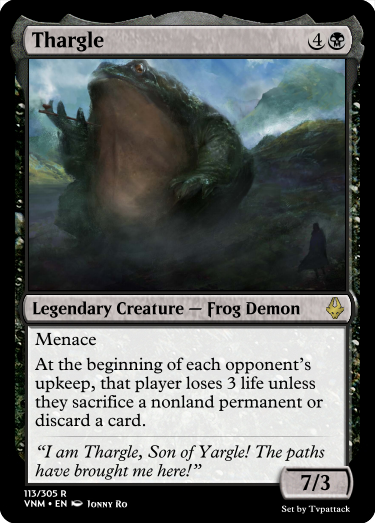 Thargle 4
Legendary Creature — Frog Demon
Menace
At the beginning of each opponent's
upkeep, that player loses 3 life unless
they sacrifice a nonland permanent or
discard a card.
“I am Thargle, Son of Yargle! The paths
have brought me here!”
7/3
113/305 R
VNM • EN Jonny Ro
Set by Tvpattack